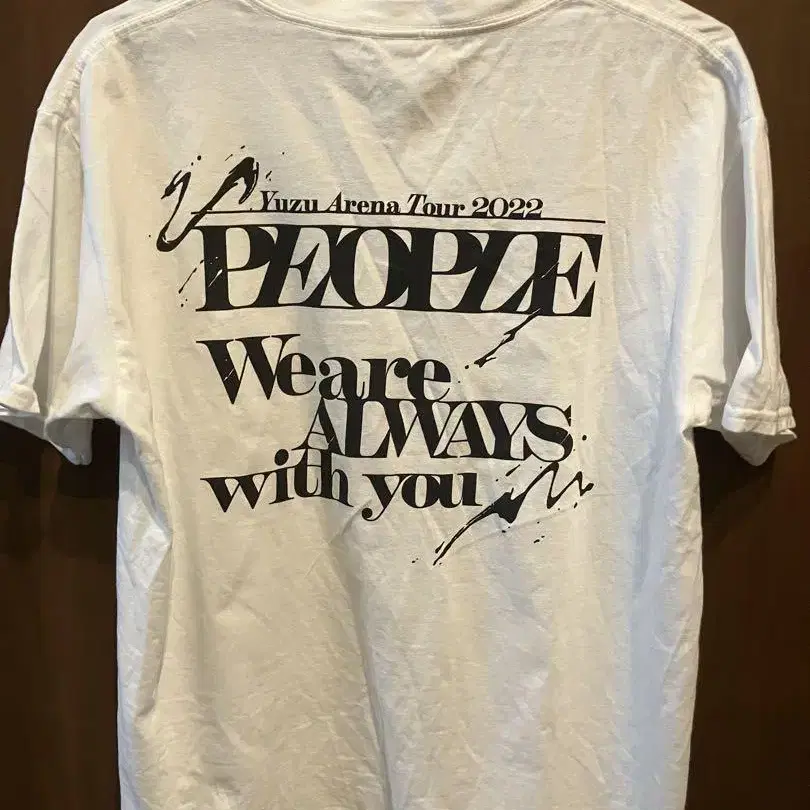 Yuzu Arena Tour 2022
PEOPLE
We are
ALWAYS
with you